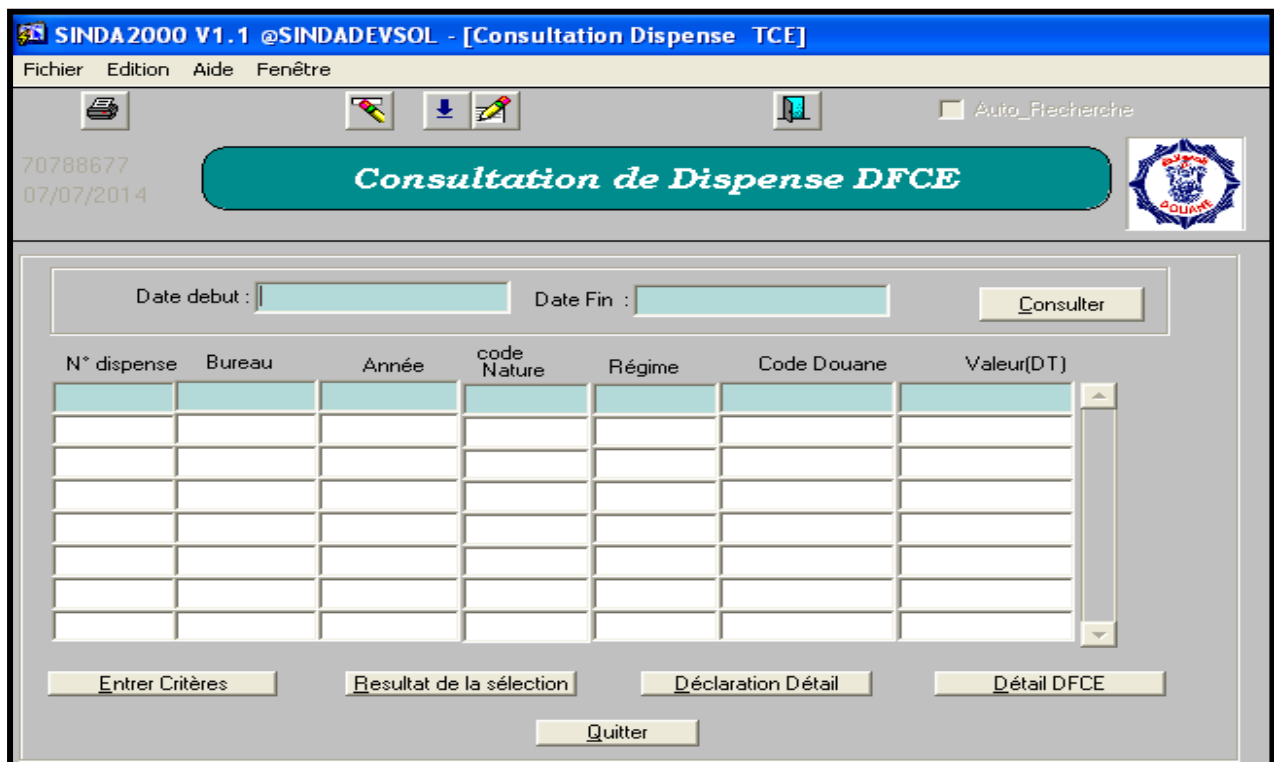 SINDA2000 V1.1 @SINDADEVSOL - [Consultation Dispense TCE]
Fichier Edition Aide Fenêtre
Auto_Recherche
70788677
07/07/2014
Consultation de Dispense DFCE
DOUANE
Date debut : Date Fin : Consulter
N° dispense Bureau Année code Nature Régime Code Douane Valeur(DT)
Entrer Critères Resultat de la sélection Déclaration Détail Détail DFCE
Quitter